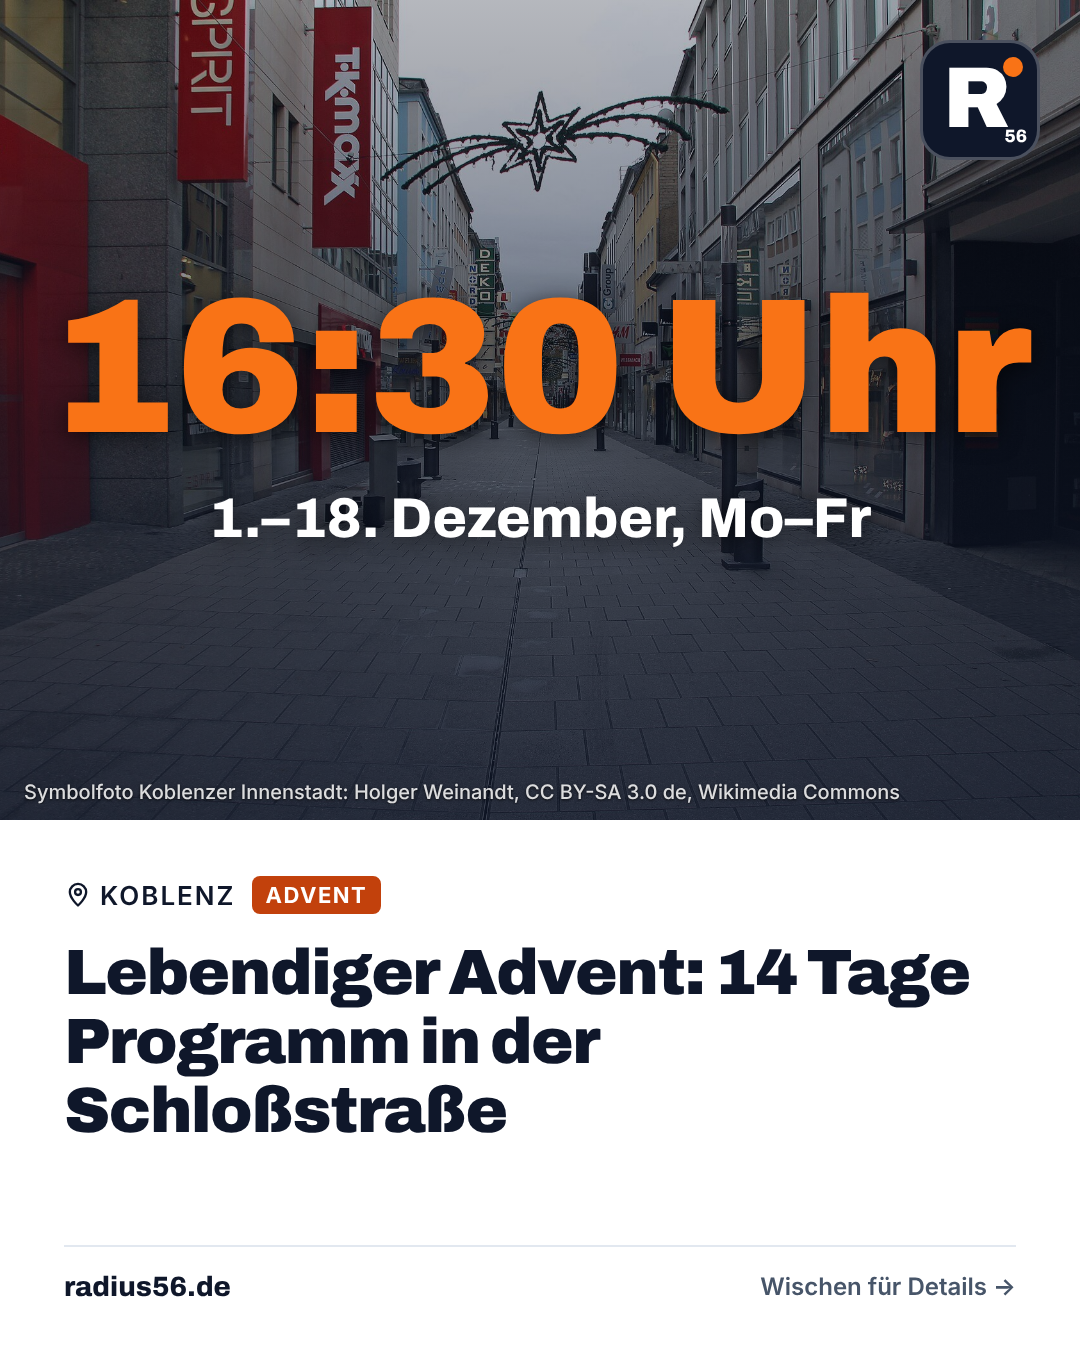 ESPRIT
TK maxx
R
56
DEKO
16:30 Uhr
1.–18. Dezember, Mo–Fr
Symbolfoto Koblenzer Innenstadt: Holger Weinandt, CC BY-SA 3.0 de, Wikimedia Commons
KOBLENZ ADVENT
Lebendiger Advent: 14 Tage
Programm in der
Schloßstraße
radius56.de
Wischen für Details →